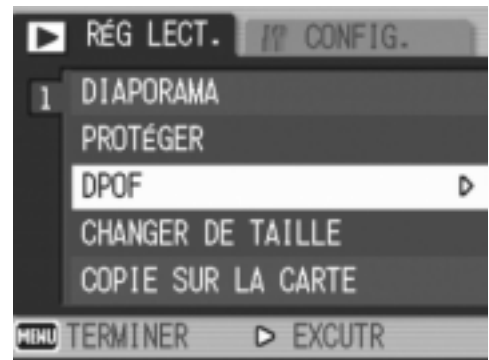 RÉG LECT. CONFIG.
1 DIAPORAMA
PROTÉGER
DPOF
CHANGER DE TAILLE
COPIE SUR LA CARTE
MENU TERMINER EXCUTR